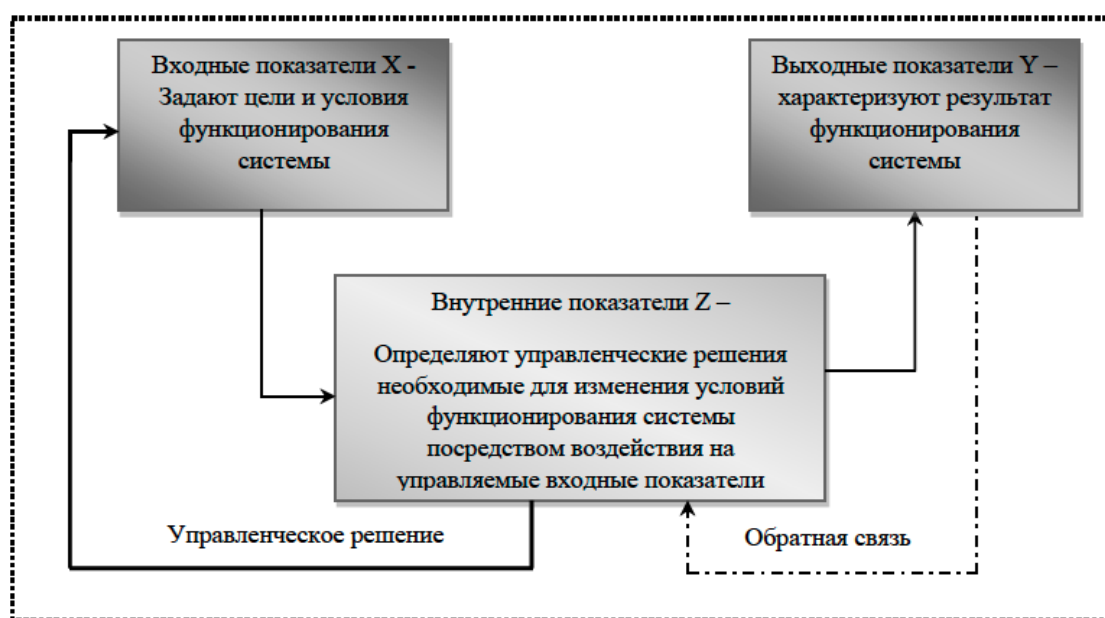 Входные показатели X -
Задают цели и условия
функционирования
системы
Выходные показатели Y –
характеризуют результат
функционирования
системы
Внутренние показатели Z –
Определяют управленческие решения
необходимые для изменения условий
функционирования системы
посредством воздействия на
управляемые входные показатели
Управленческое решение
Обратная связь